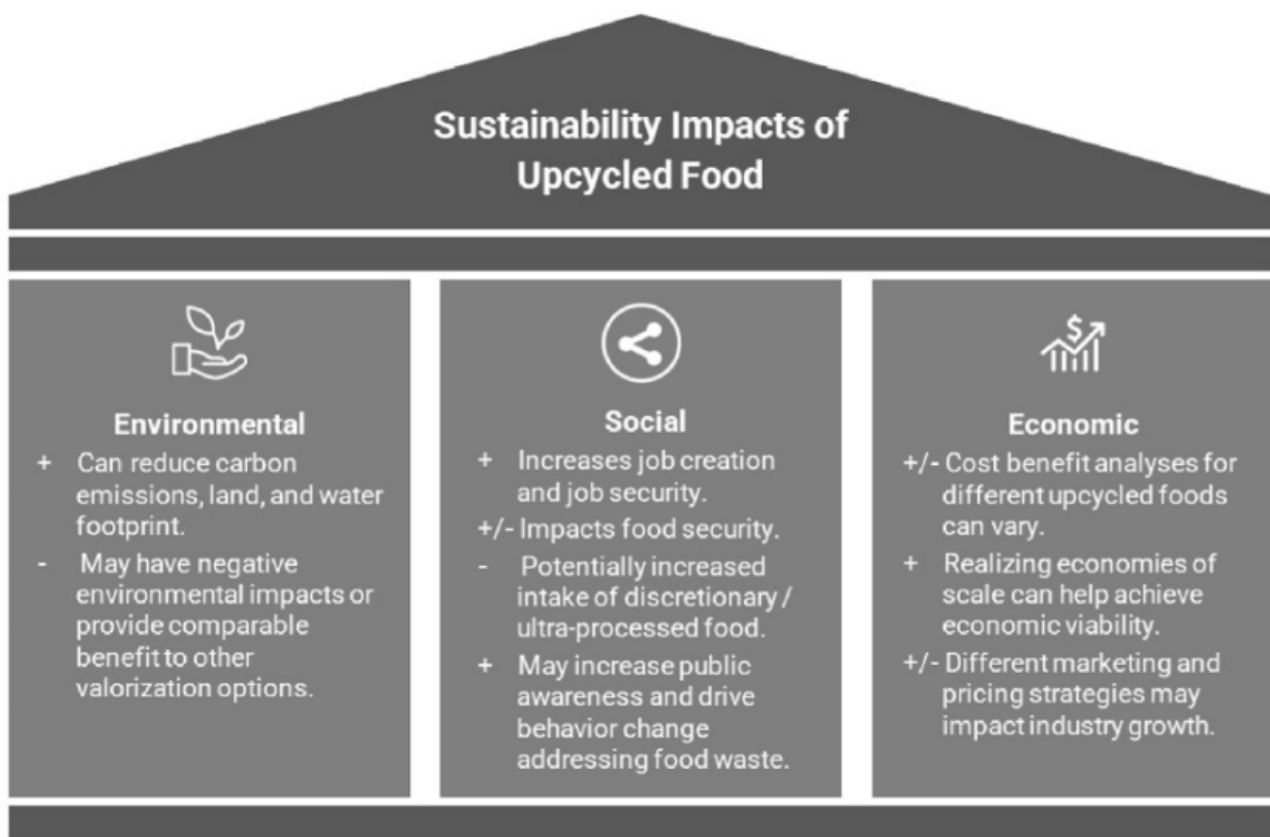 Sustainability Impacts of
Upcycled Food
Environmental
+ Can reduce carbon
emissions, land, and water
footprint.
- May have negative
environmental impacts or
provide comparable
benefit to other
valorization options.
Social
+ Increases job creation
and job security.
+/- Impacts food security.
- Potentially increased
intake of discretionary /
ultra-processed food.
+ May increase public
awareness and drive
behavior change
addressing food waste.
$
Economic
+/- Cost benefit analyses for
different upcycled foods
can vary.
+ Realizing economies of
scale can help achieve
economic viability.
+/- Different marketing and
pricing strategies may
impact industry growth.